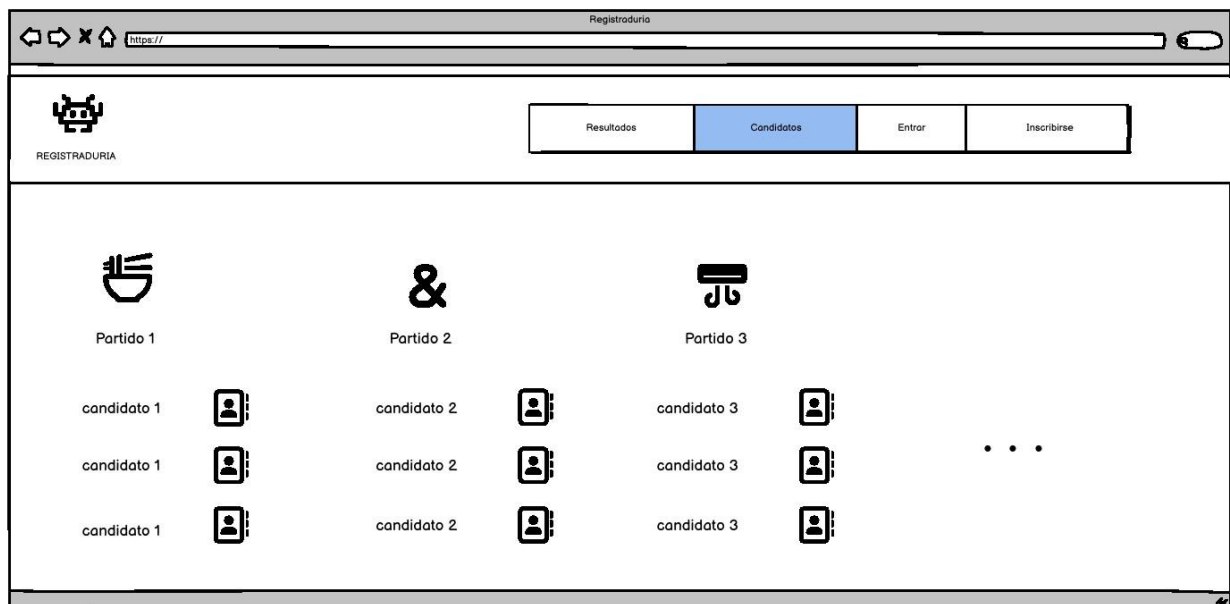 Registraduria
https://
REGISTRADURIA
Resultados
Candidatos
Entrar
Inscribirse
&
Partido 1
Partido 2
Partido 3
candidato 1
candidato 2
candidato 3
candidato 1
candidato 2
candidato 3
candidato 1
candidato 2
candidato 3
. . .